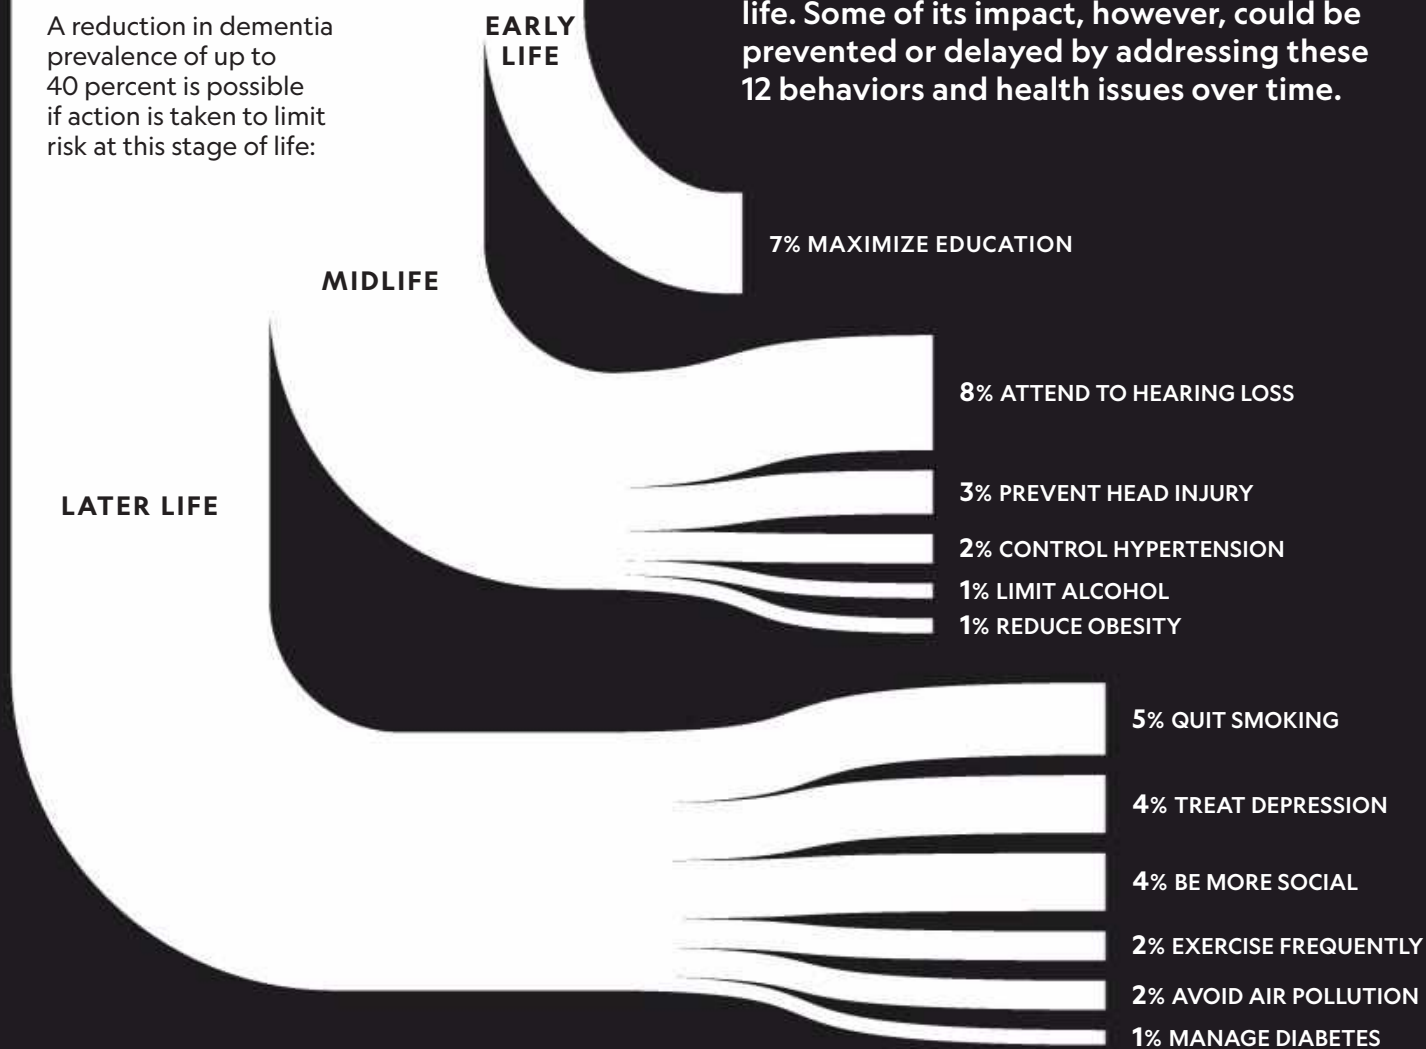 A reduction in dementia
prevalence of up to
40 percent is possible
if action is taken to limit
risk at this stage of life:
life. Some of its impact, however, could be
prevented or delayed by addressing these
12 behaviors and health issues over time.
EARLY
LIFE
7% MAXIMIZE EDUCATION
MIDLIFE
8% ATTEND TO HEARING LOSS
3% PREVENT HEAD INJURY
2% CONTROL HYPERTENSION
1% LIMIT ALCOHOL
1% REDUCE OBESITY
LATER LIFE
5% QUIT SMOKING
4% TREAT DEPRESSION
4% BE MORE SOCIAL
2% EXERCISE FREQUENTLY
2% AVOID AIR POLLUTION
1% MANAGE DIABETES